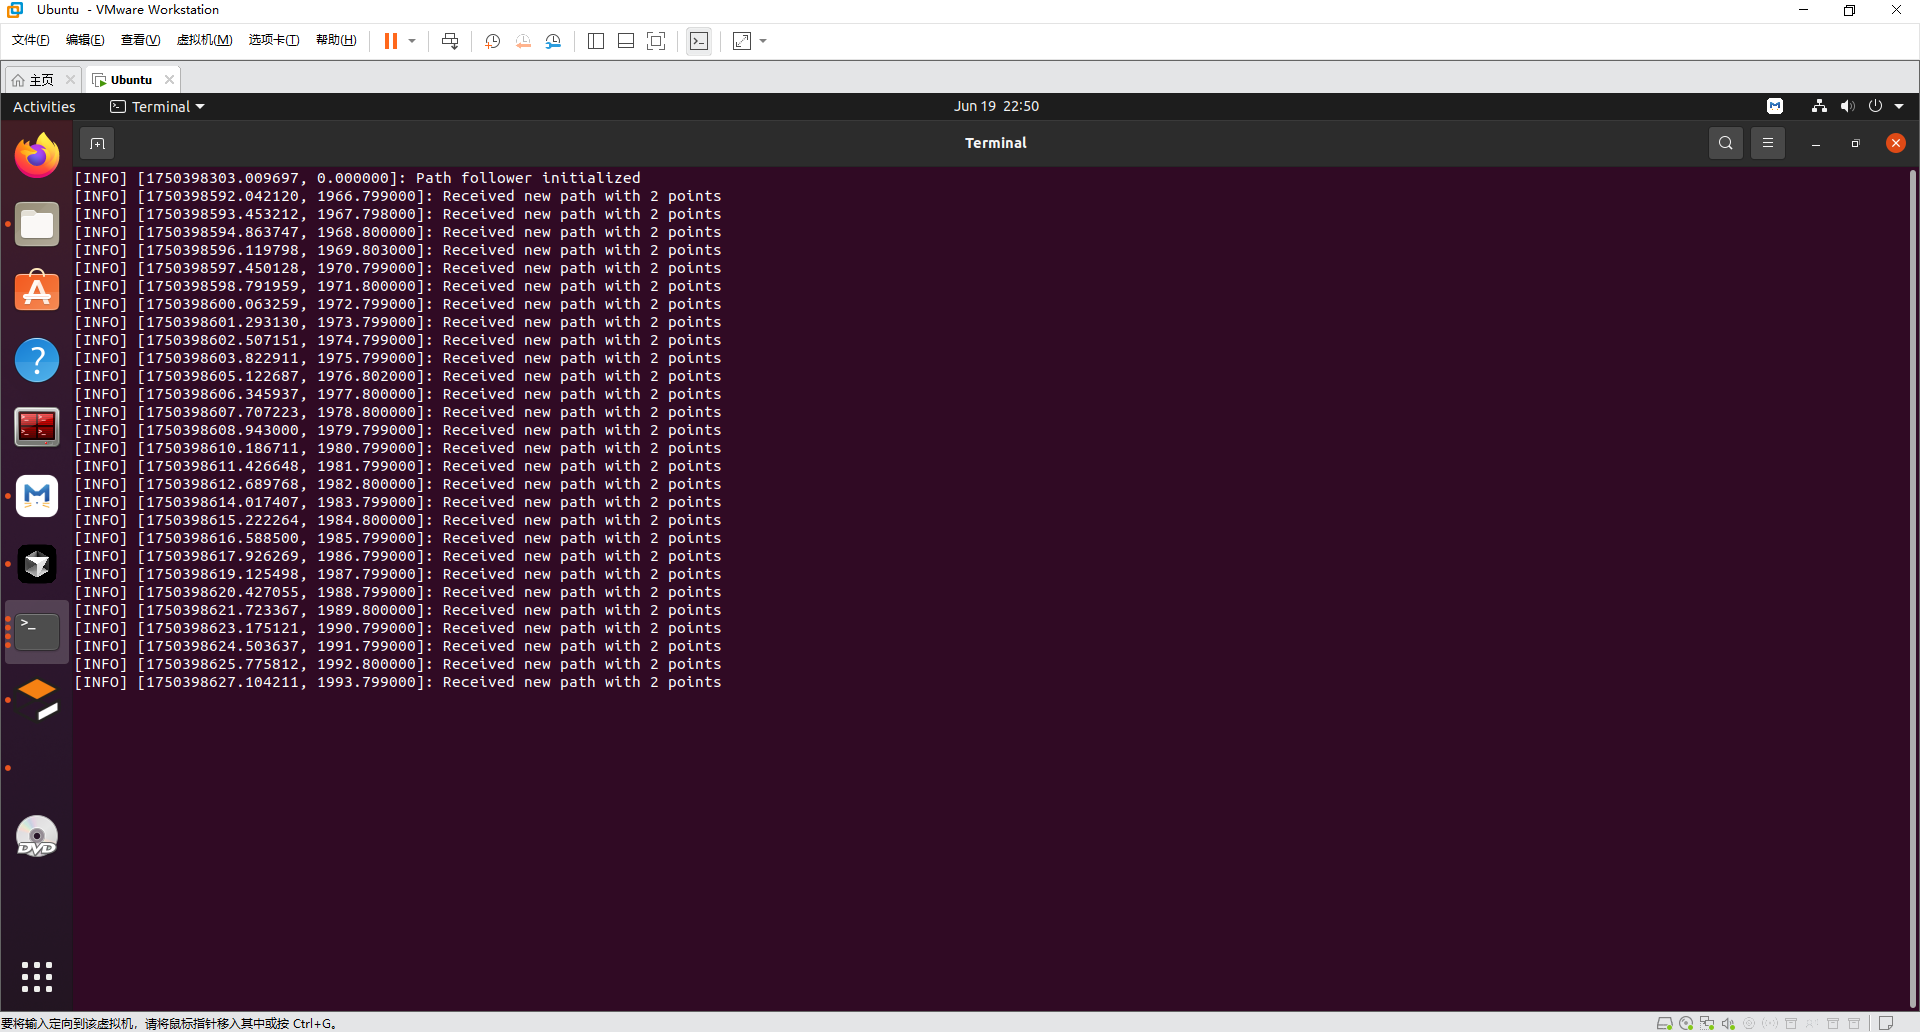 Ubuntu - VMware Workstation
文件(F) 编辑(E) 查看(V) 虚拟机(M) 选项卡(T) 帮助(H)
主页 Ubuntu
Activities Terminal Jun 19 22:50
Terminal
[INFO] [1750398303.009697, 0.000000]: Path follower initialized
[INFO] [1750398592.042120, 1966.799000]: Received new path with 2 points
[INFO] [1750398593.453212, 1967.798000]: Received new path with 2 points
[INFO] [1750398594.863747, 1968.800000]: Received new path with 2 points
[INFO] [1750398596.119798, 1969.803000]: Received new path with 2 points
[INFO] [1750398597.450128, 1970.799000]: Received new path with 2 points
[INFO] [1750398598.791959, 1971.800000]: Received new path with 2 points
[INFO] [1750398600.063259, 1972.799000]: Received new path with 2 points
[INFO] [1750398601.293130, 1973.799000]: Received new path with 2 points
[INFO] [1750398602.507151, 1974.799000]: Received new path with 2 points
[INFO] [1750398603.822911, 1975.799000]: Received new path with 2 points
[INFO] [1750398605.122687, 1976.802000]: Received new path with 2 points
[INFO] [1750398606.345937, 1977.800000]: Received new path with 2 points
[INFO] [1750398607.707223, 1978.800000]: Received new path with 2 points
[INFO] [1750398608.943000, 1979.799000]: Received new path with 2 points
[INFO] [1750398610.186711, 1980.799000]: Received new path with 2 points
[INFO] [1750398611.426648, 1981.799000]: Received new path with 2 points
[INFO] [1750398612.689768, 1982.800000]: Received new path with 2 points
[INFO] [1750398614.017407, 1983.799000]: Received new path with 2 points
[INFO] [1750398615.222264, 1984.800000]: Received new path with 2 points
[INFO] [1750398616.588500, 1985.799000]: Received new path with 2 points
[INFO] [1750398617.926269, 1986.799000]: Received new path with 2 points
[INFO] [1750398619.125498, 1987.799000]: Received new path with 2 points
[INFO] [1750398620.427055, 1988.799000]: Received new path with 2 points
[INFO] [1750398621.723367, 1989.800000]: Received new path with 2 points
[INFO] [1750398623.175121, 1990.799000]: Received new path with 2 points
[INFO] [1750398624.503637, 1991.799000]: Received new path with 2 points
[INFO] [1750398625.775812, 1992.800000]: Received new path with 2 points
[INFO] [1750398627.104211, 1993.799000]: Received new path with 2 points
DVD
要将输入定向到该虚拟机，请将鼠标指针移入其中或按 Ctrl+G。